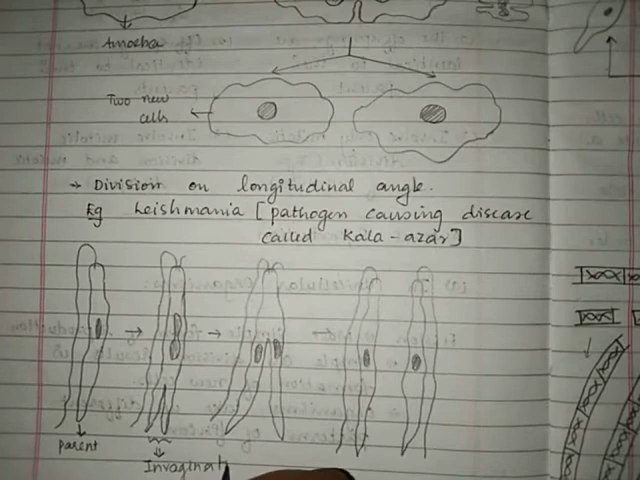 Amoeba
Two new
cells
→ Division on longitudinal angle.
Eg Leishmania [pathogen causing disease
called Kala-azar]
Parent
Invaginat